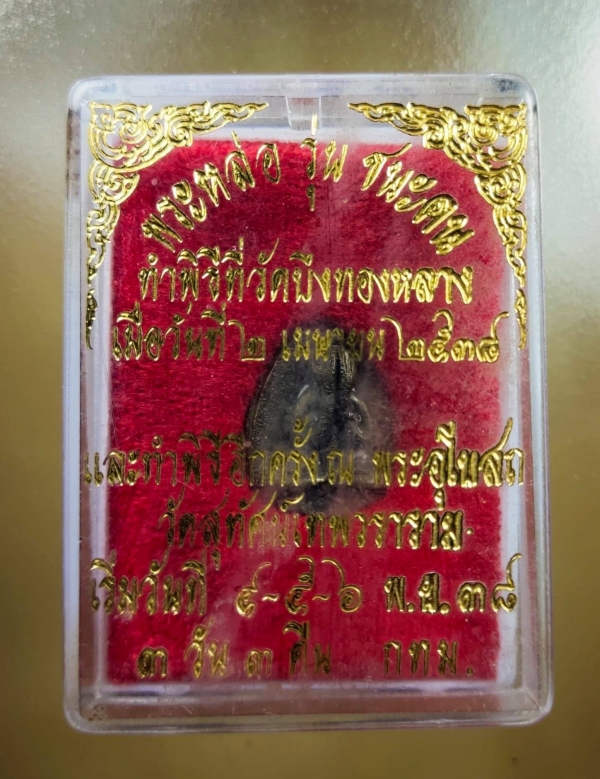 พระหล่อ รุ่น ชนะคน
ทำพิธีที่วัดบึงทองหลาง
เมื่อวันที่ ๒ เมษายน ๒๕๓๘
และทำพิธีอีกครั้ง ณ พระอุโบสถ
วัดสุทัศน์เทพวราราม
เริ่มวันที่ ๔-๕-๖ พ.ย. ๓๘
๓ วัน ๓ คืน กทม.